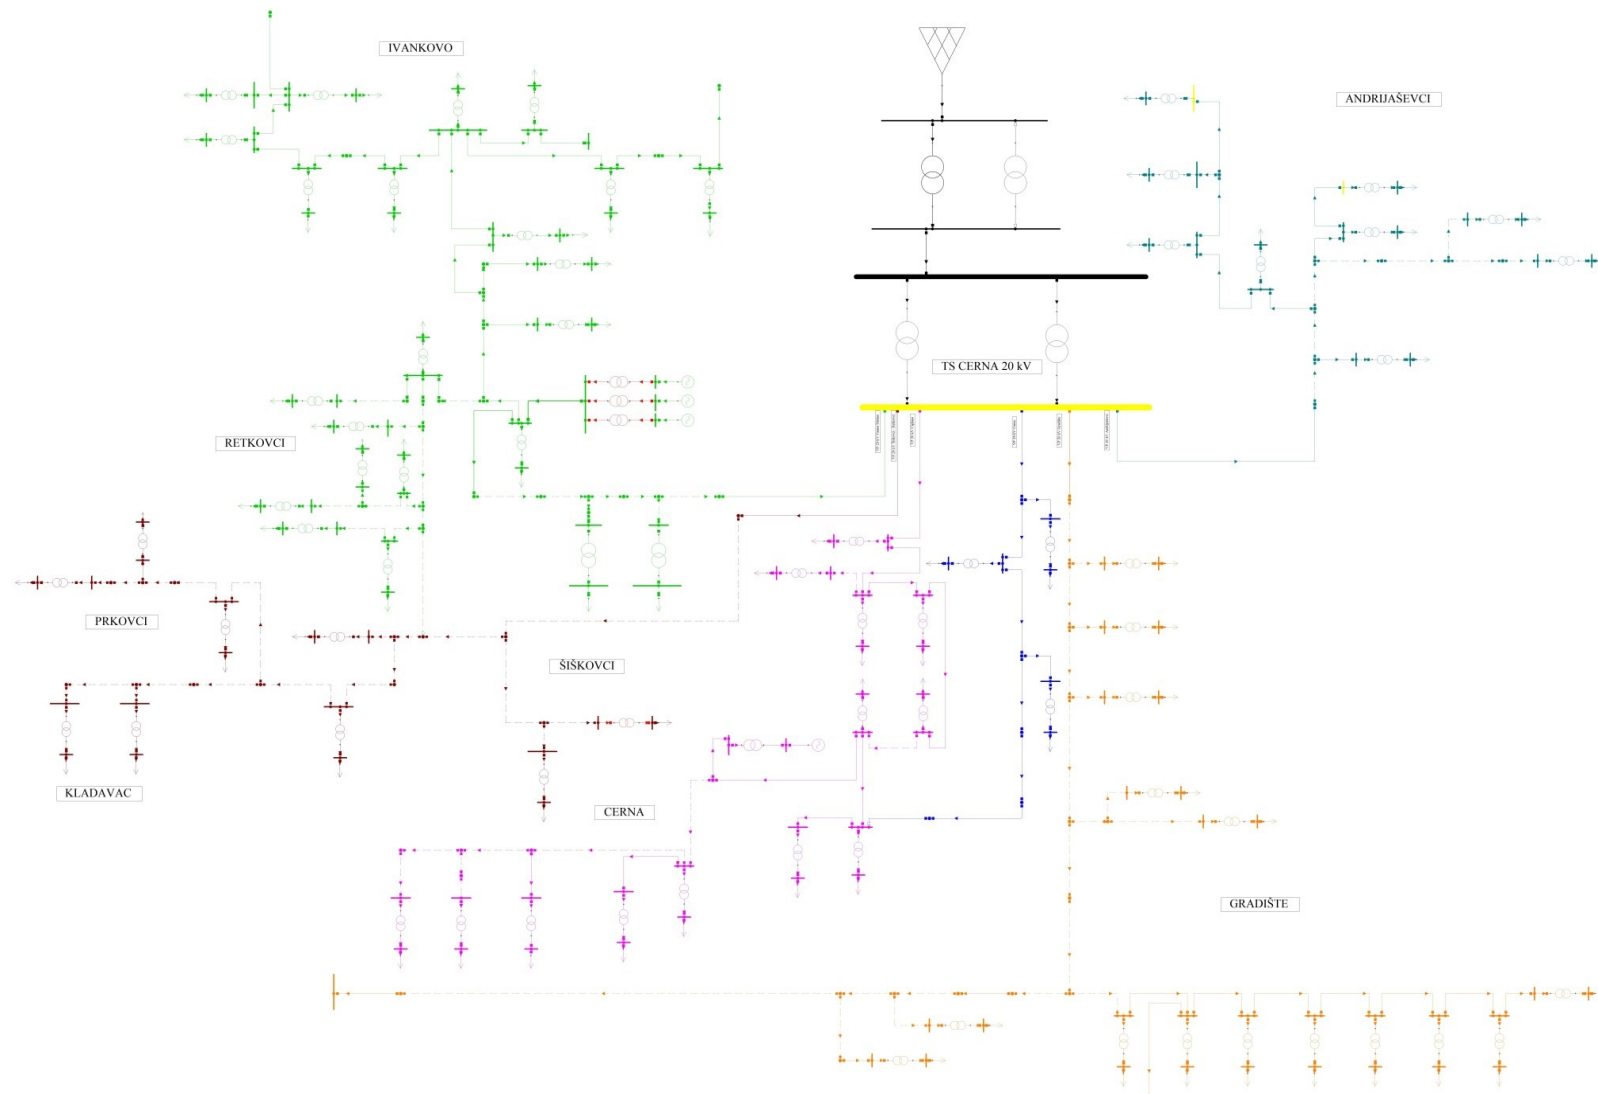 IVANKOVO
ANDRIJAŠEVCI
TS CERNA 20 kV
RETKOVCI
PRKOVCI
ŠIŠKOVCI
KLADAVAC
CERNA
GRADIŠTE